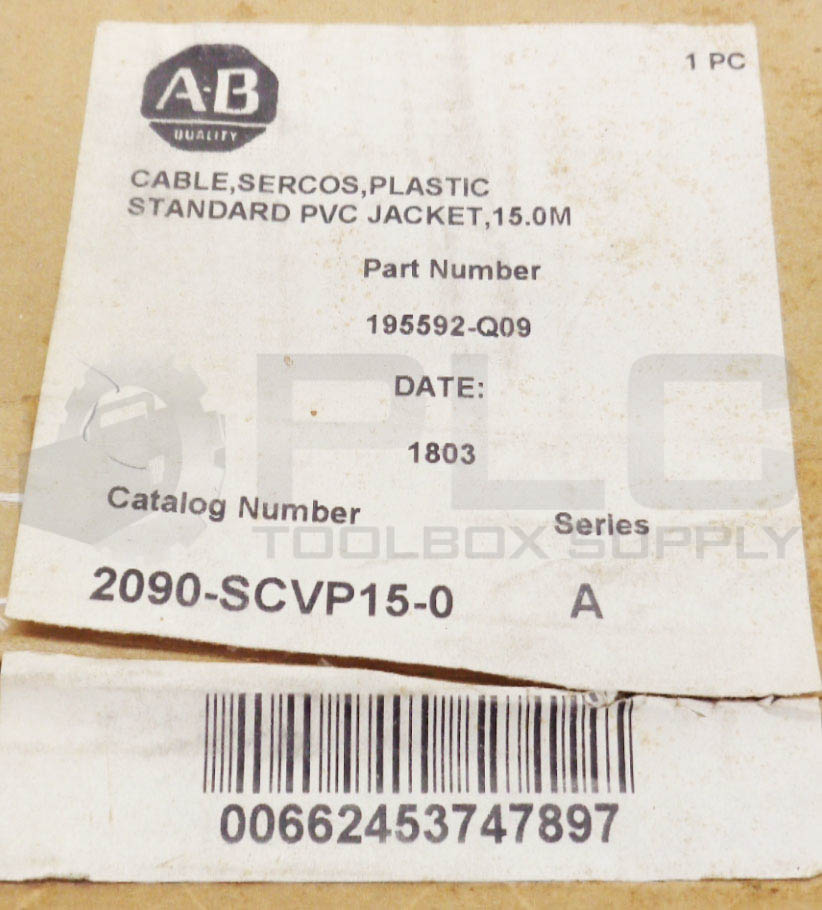 A-B
QUALITY
1 PC
CABLE,SERCOS,PLASTIC
STANDARD PVC JACKET,15.0M
Part Number
195592-Q09
DATE:
1803
Catalog Number
Series
2090-SCVP15-0
A
PLC
TOOLBOX SUPPLY
00662453747897